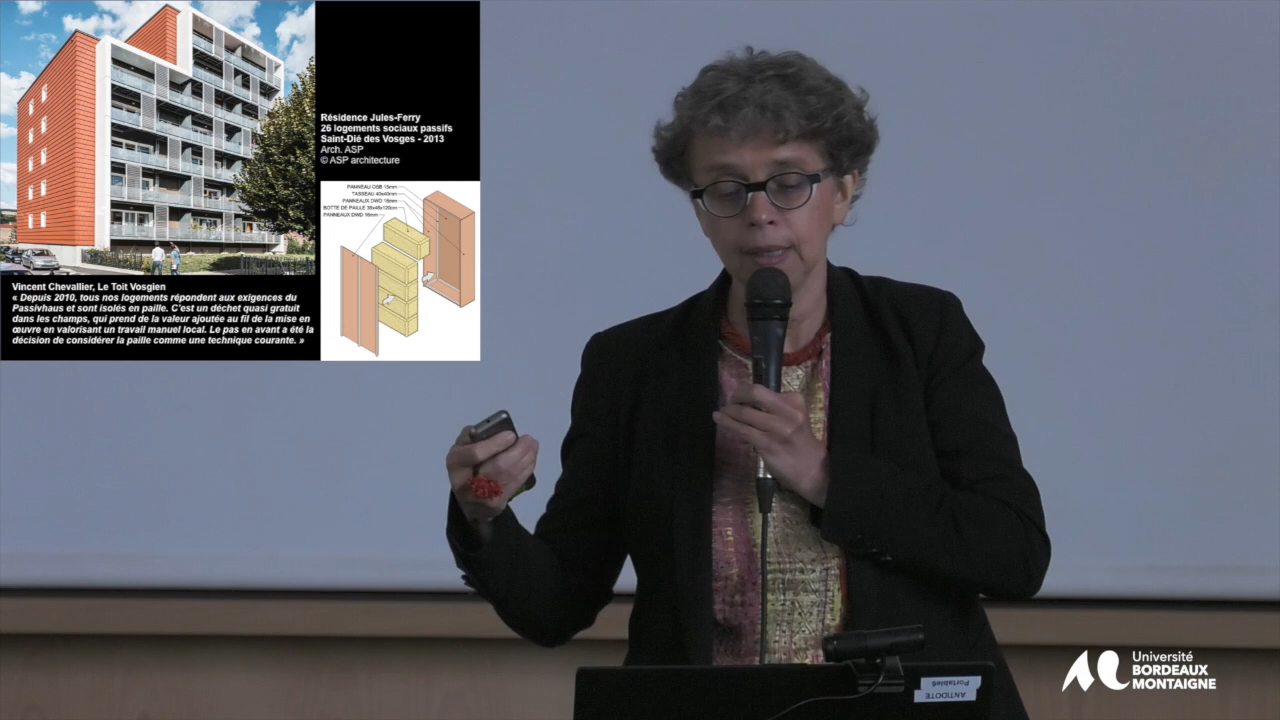 Résidence Jules-Ferry
26 logements sociaux passifs
Saint-Dié des Vosges - 2013
Arch. ASP
© ASP architecture
PANNEAU OSB 15mm
TASSEAU 40x40mm
PANNEAUX DWD 16mm
BOTTE DE PAILLE 36x48x120cm
PANNEAUX DWD 16mm
Vincent Chevallier, Le Toit Vosgien
« Depuis 2010, tous nos logements répondent aux exigences du
Passivhaus et sont isolés en paille. C'est un déchet quasi gratuit
dans les champs, qui prend de la valeur ajoutée au fil de la mise en
œuvre en valorisant un travail manuel local. Le pas en avant a été la
décision de considérer la paille comme une technique courante. »
Portables
ANTIDOTE
Université
BORDEAUX
MONTAIGNE